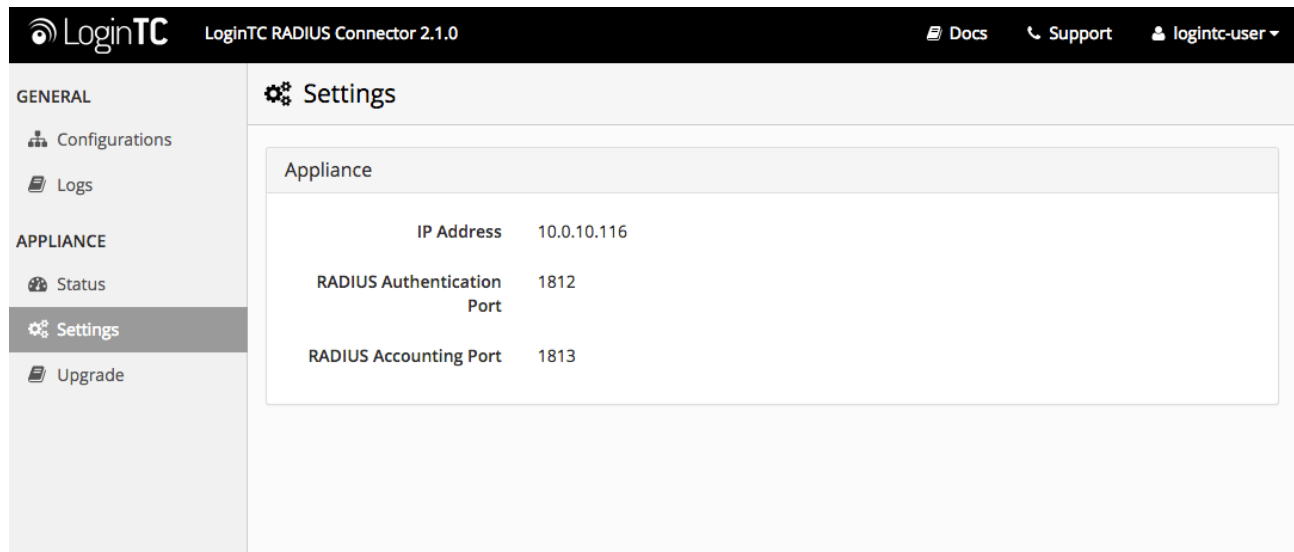 LoginTC LoginTC RADIUS Connector 2.1.0 Docs Support logintc-user
GENERAL
Configurations
Logs
APPLIANCE
Status
Settings
Upgrade
Settings
Appliance
IP Address 10.0.10.116
RADIUS Authentication 1812
Port
RADIUS Accounting Port 1813